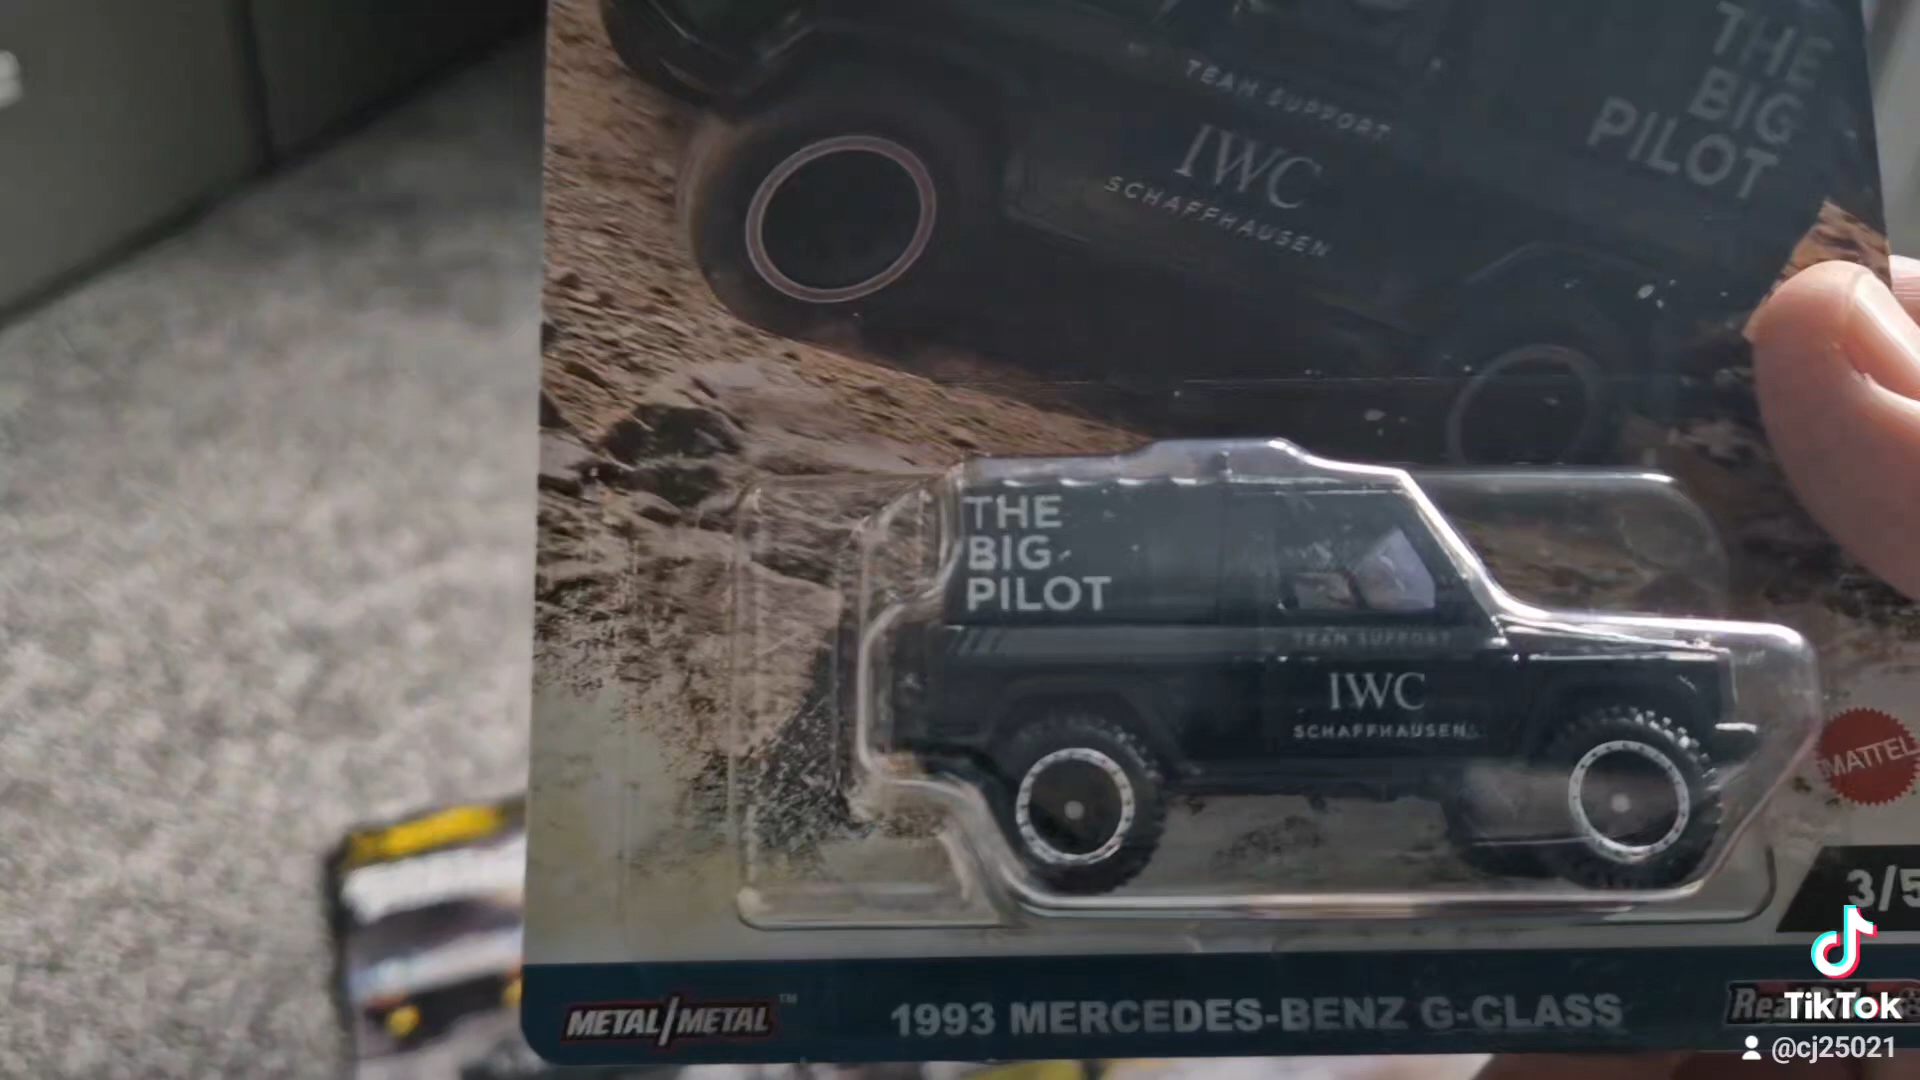 THE
BIG
PILOT
TEAM SUPPORT
IWC
SCHAFFHAUSEN
THE
BIG
PILOT
TEAM SUPPORT
IWC
SCHAFFHAUSEN
MATTEL
3/5
METAL/METAL™
1993 MERCEDES-BENZ G-CLASS
TikTok
@cj25021